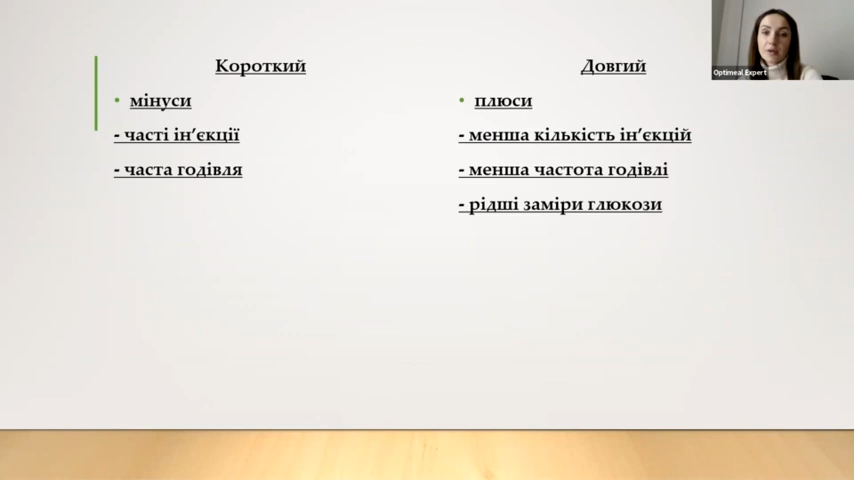 Короткий
• мінуси
- часті ін’єкції
- часта годівля
Довгий
• плюси
- менша кількість ін’єкцій
- менша частота годівлі
- рідші заміри глюкози
Optimeal Expert